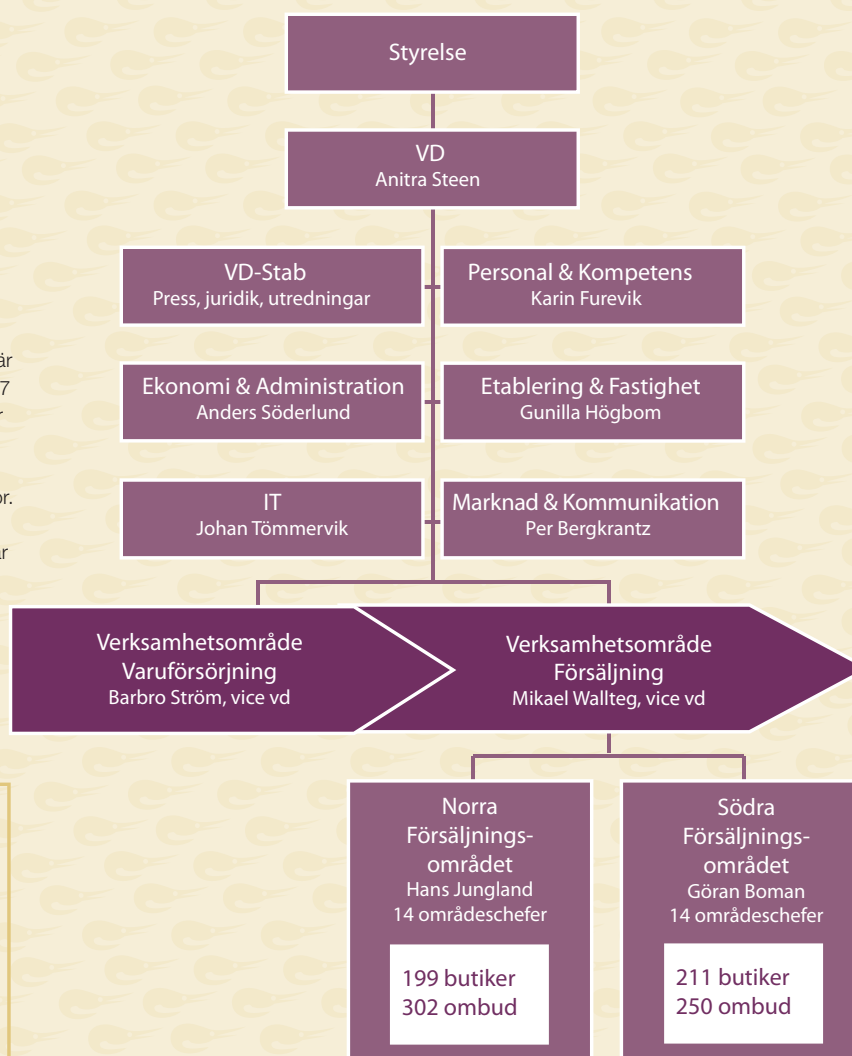 Styrelse
VD
Anitra Steen
VD-Stab
Press, juridik, utredningar
Personal & Kompetens
Karin Furevik
är
7
Ekonomi & Administration
Anders Söderlund
Etablering & Fastighet
Gunilla Högbom
or.
IT
Johan Tömmervik
Marknad & Kommunikation
Per Bergkrantz
Verksamhetsområde
Varuförsörjning
Barbro Ström, vice vd
Verksamhetsområde
Försäljning
Mikael Wallteg, vice vd
Norra
Försäljnings-
området
Hans Jungland
14 områdeschefer
199 butiker
302 ombud
Södra
Försäljnings-
området
Göran Boman
14 områdeschefer
211 butiker
250 ombud